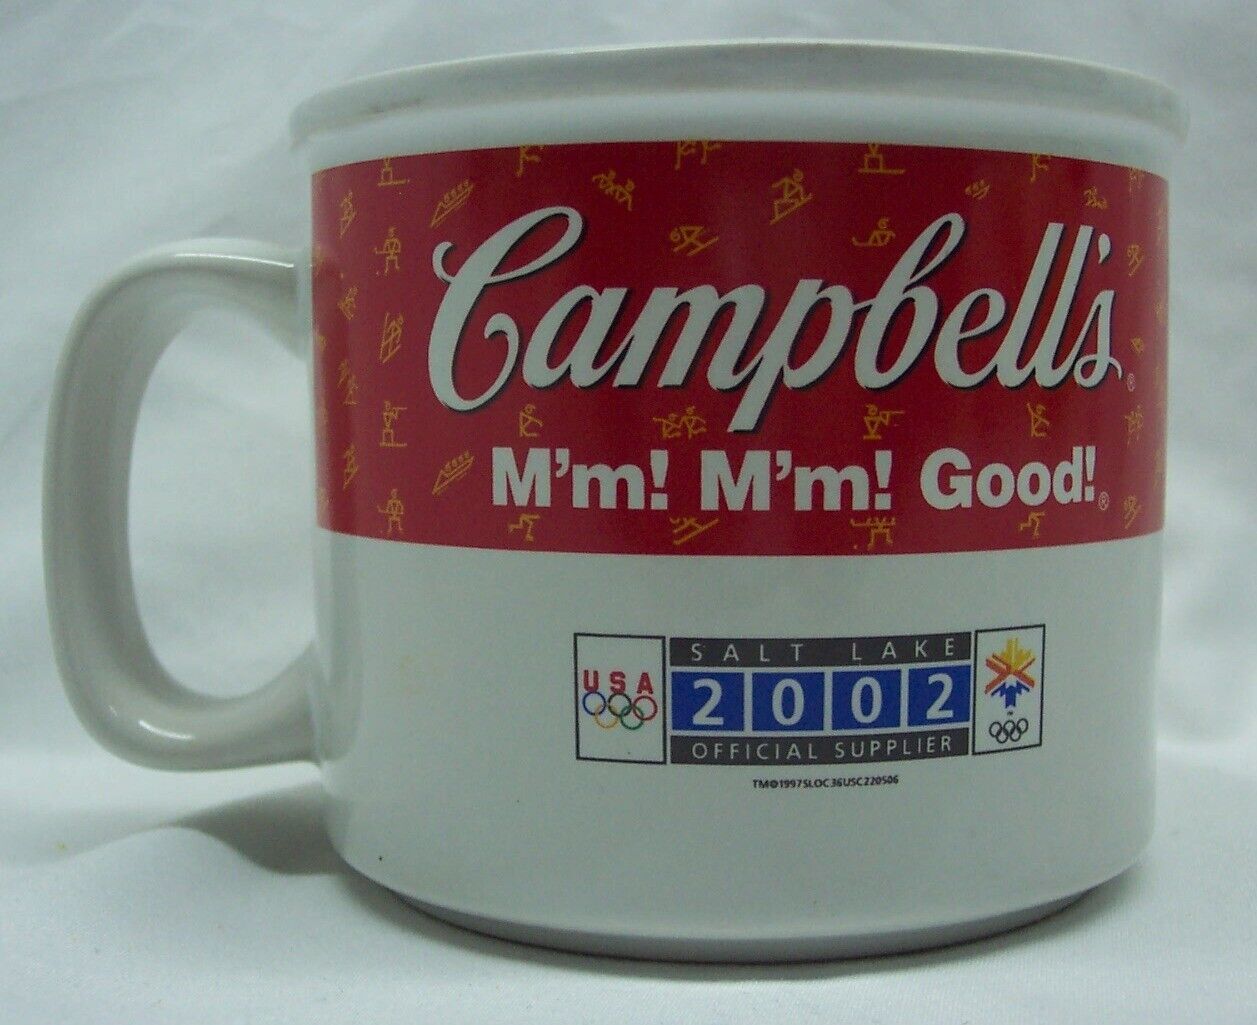 Campbell's®
M'm! M'm! Good!®
SALT LAKE
USA
2002
OFFICIAL SUPPLIER
TM©1997SLOC36USC220506